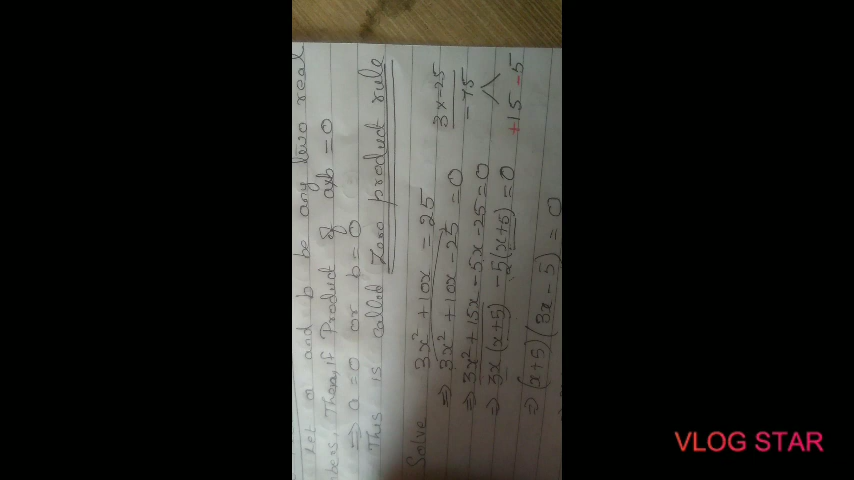 Let a and b be any two real
bers, Then, if Product of axb = 0
⇒ a = 0 or b = 0
This is called Zero product rule
Solve 3x² + 10x = 25
⇒ 3x² + 10x - 25 = 0
⇒ 3x² + 15x - 5x - 25 = 0
⇒ 3x (x+5) - 5(x+5) = 0
⇒ (x+5) (3x - 5) = 0
3x-25
-75
+15 -5
VLOG STAR